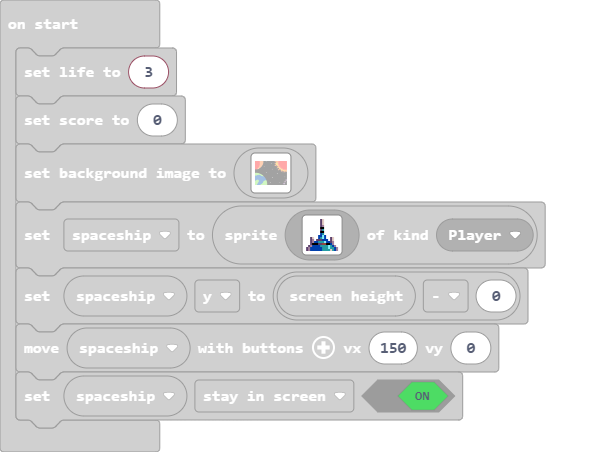 on start
set life to 3
set score to 0
set background image to
set spaceship to sprite of kind Player
set spaceship y to screen height - 0
move spaceship with buttons + vx 150 vy 0
set spaceship stay in screen ON